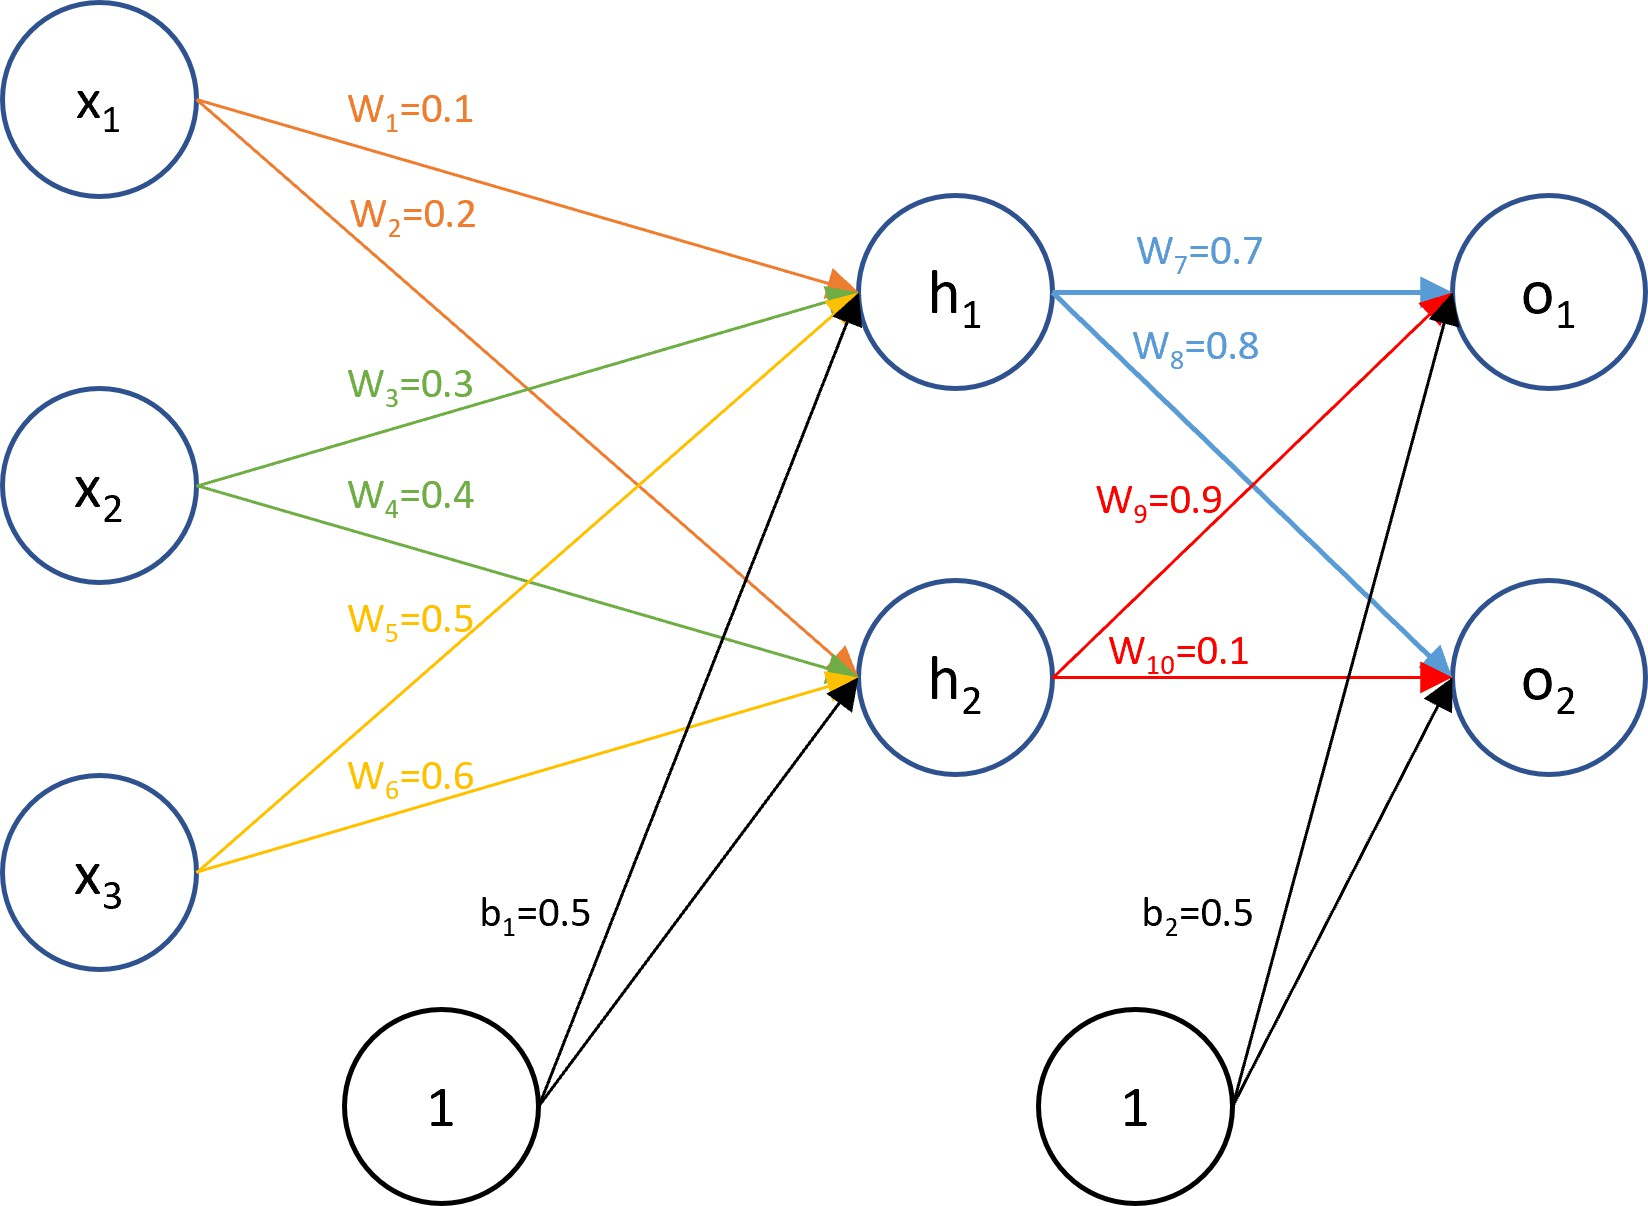 x₁
W₁=0.1
W₂=0.2
h₁
W₇=0.7
o₁
W₈=0.8
W₃=0.3
x₂
W₄=0.4
W₉=0.9
W₅=0.5
h₂
W₁₀=0.1
o₂
W₆=0.6
x₃
b₁=0.5
b₂=0.5
1
1